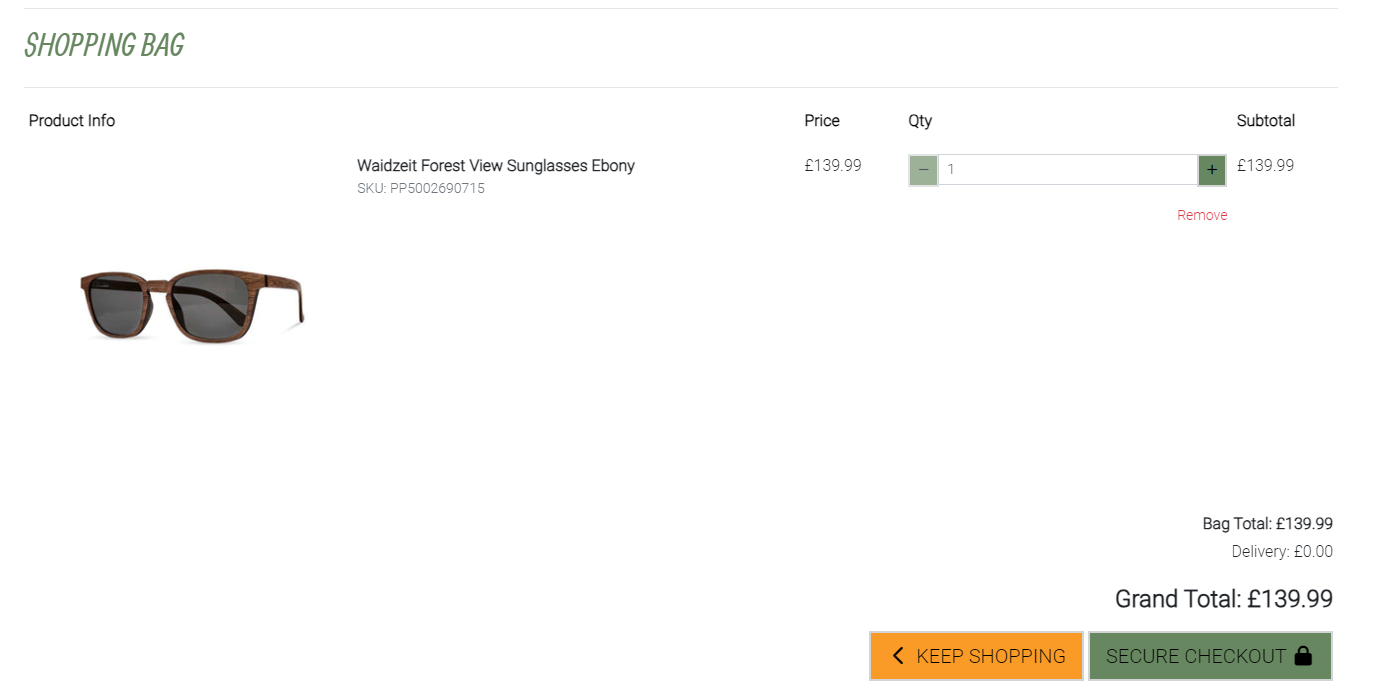 SHOPPING BAG
Product Info Price Qty Subtotal
Waidzeit Forest View Sunglasses Ebony £139.99 − 1 + £139.99
SKU: PP5002690715
Remove
Bag Total: £139.99
Delivery: £0.00
Grand Total: £139.99
KEEP SHOPPING SECURE CHECKOUT